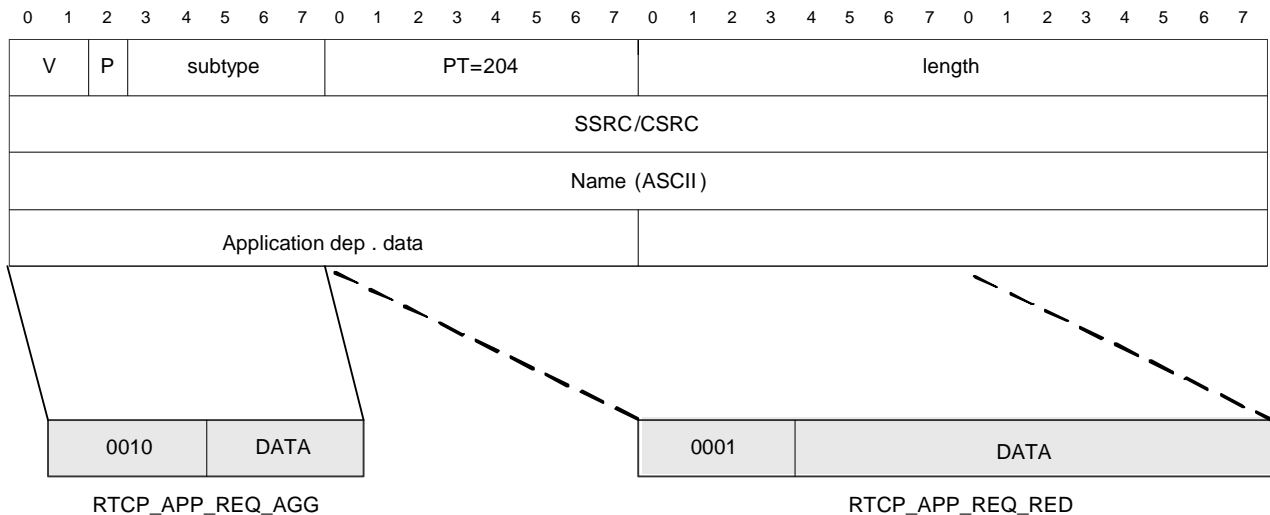 0 1 2 3 4 5 6 7 0 1 2 3 4 5 6 7 0 1 2 3 4 5 6 7 0 1 2 3 4 5 6 7
V P subtype PT=204 length
SSRC/CSRC
Name (ASCII)
Application dep . data
0010 DATA 0001 DATA
RTCP_APP_REQ_AGG RTCP_APP_REQ_RED